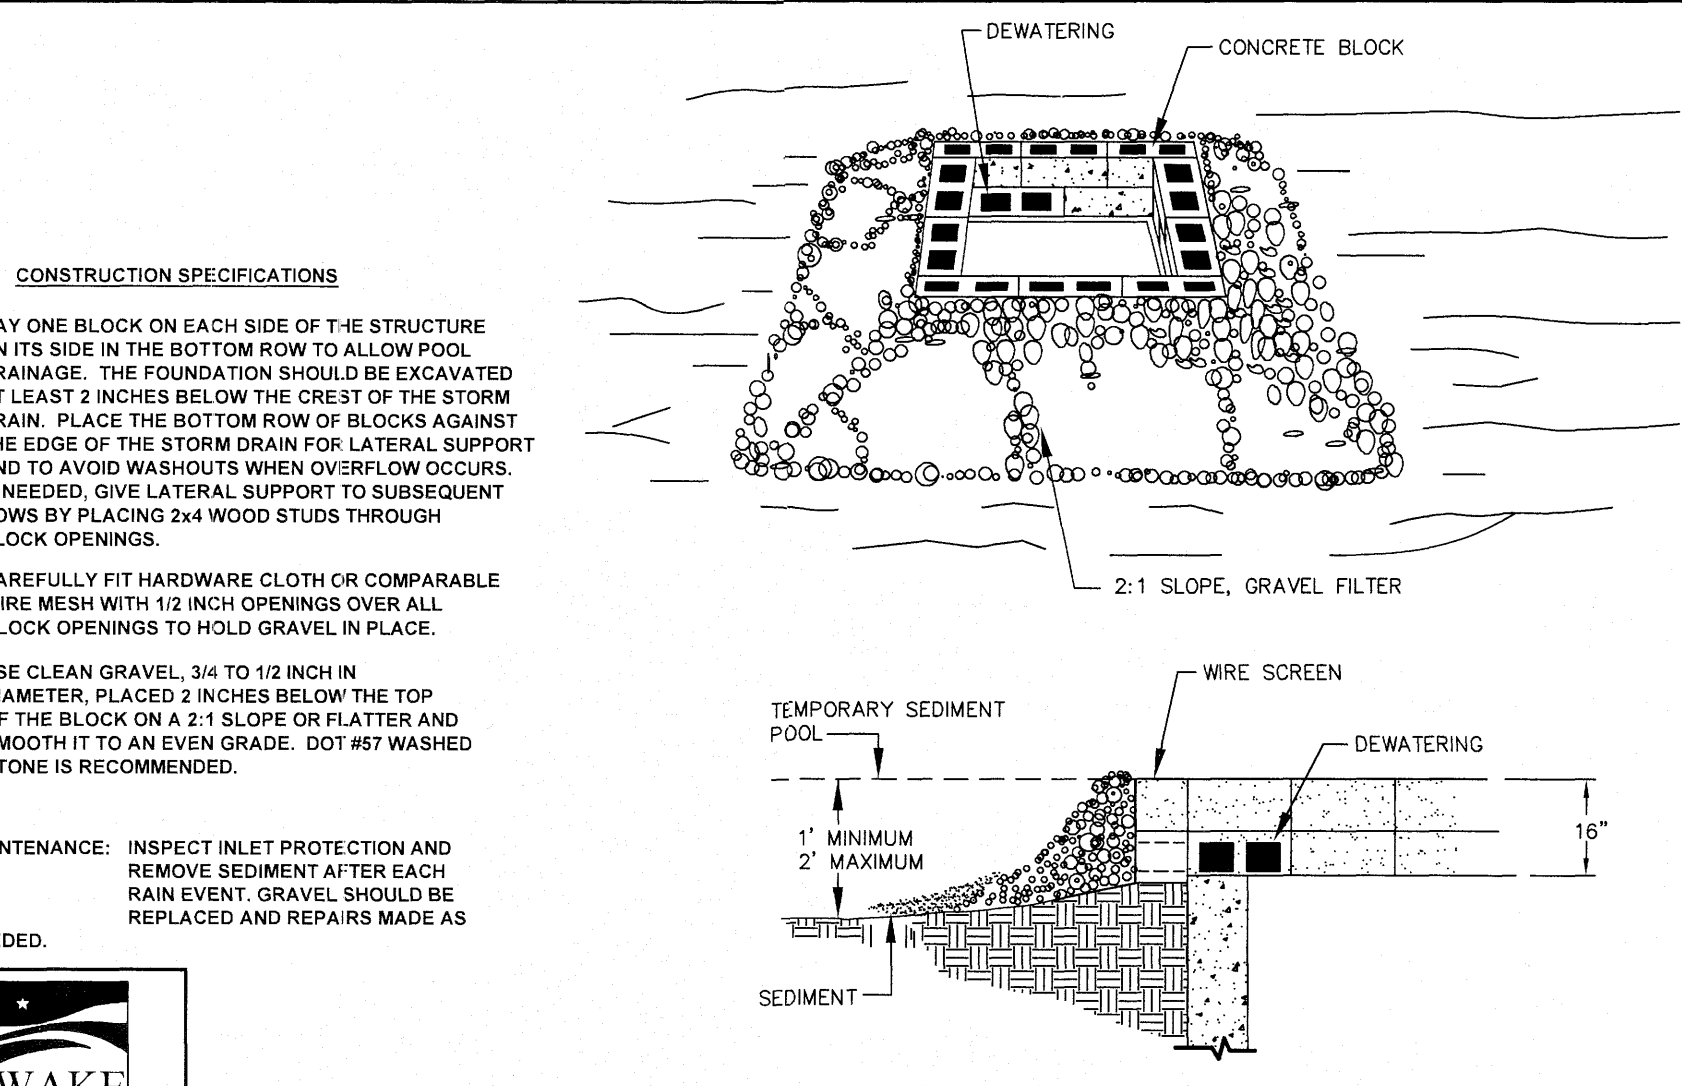 CONSTRUCTION SPECIFICATIONS
AY ONE BLOCK ON EACH SIDE OF THE STRUCTURE
N ITS SIDE IN THE BOTTOM ROW TO ALLOW POOL
RAINAGE. THE FOUNDATION SHOULD BE EXCAVATED
T LEAST 2 INCHES BELOW THE CREST OF THE STORM
RAIN. PLACE THE BOTTOM ROW OF BLOCKS AGAINST
HE EDGE OF THE STORM DRAIN FOR LATERAL SUPPORT
ND TO AVOID WASHOUTS WHEN OVERFLOW OCCURS.
NEEDED, GIVE LATERAL SUPPORT TO SUBSEQUENT
OWS BY PLACING 2x4 WOOD STUDS THROUGH
LOCK OPENINGS.
AREFULLY FIT HARDWARE CLOTH OR COMPARABLE
IRE MESH WITH 1/2 INCH OPENINGS OVER ALL
LOCK OPENINGS TO HOLD GRAVEL IN PLACE.
SE CLEAN GRAVEL, 3/4 TO 1/2 INCH IN
IAMETER, PLACED 2 INCHES BELOW THE TOP
F THE BLOCK ON A 2:1 SLOPE OR FLATTER AND
MOOTH IT TO AN EVEN GRADE. DOT #57 WASHED
TONE IS RECOMMENDED.
NTENANCE: INSPECT INLET PROTECTION AND
REMOVE SEDIMENT AFTER EACH
RAIN EVENT. GRAVEL SHOULD BE
REPLACED AND REPAIRS MADE AS
DED.
WAKE
DEWATERING
CONCRETE BLOCK
2:1 SLOPE, GRAVEL FILTER
WIRE SCREEN
TEMPORARY SEDIMENT
POOL
DEWATERING
1' MINIMUM
2' MAXIMUM
16"
SEDIMENT